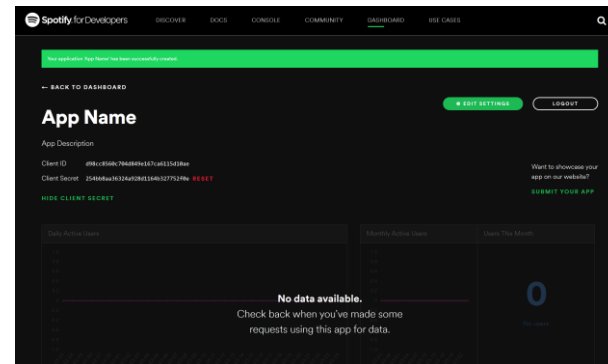 Spotify for Developers
DISCOVER DOCS CONSOLE COMMUNITY DASHBOARD USE CASES
Your application 'App Name' has been successfully created.
← BACK TO DASHBOARD
EDIT SETTINGS
LOGOUT
App Name
App Description
Client ID
Client Secret RESET
HIDE CLIENT SECRET
Want to showcase your
app on our website?
SUBMIT YOUR APP
Daily Active Users
Monthly Active Users
Users This Month
0
No data available.
Check back when you've made some
requests using this app for data.